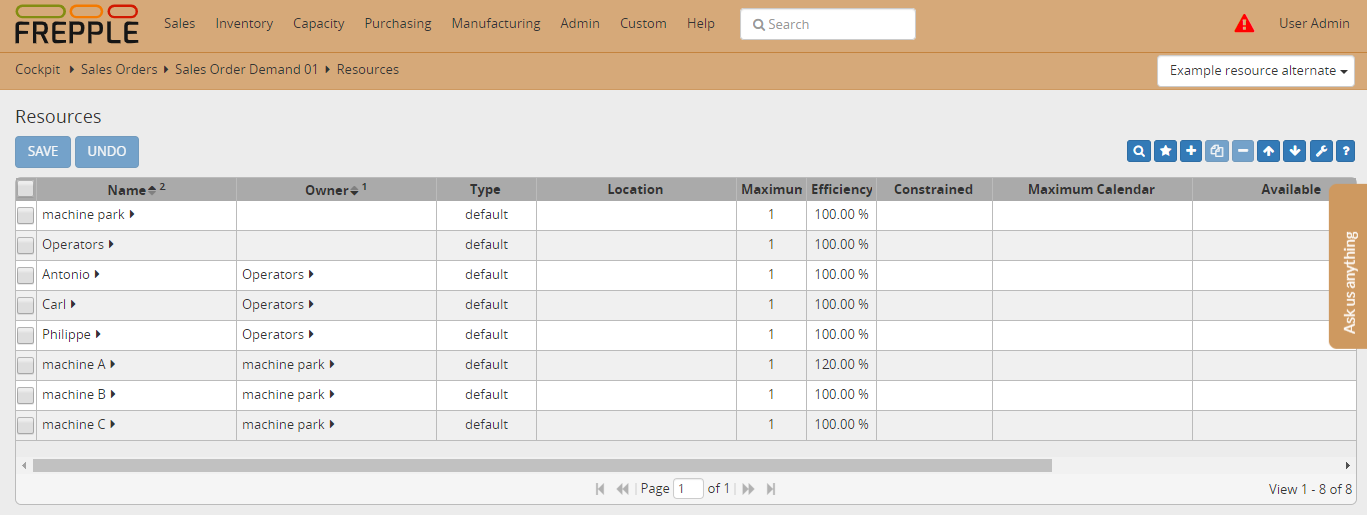 FREPPLE Sales Inventory Capacity Purchasing Manufacturing Admin Custom Help Search User Admin
Cockpit Sales Orders Sales Order Demand 01 Resources Example resource alternate
Resources
SAVE UNDO
Name 2 Owner 1 Type Location Maximun Efficiency Constrained Maximum Calendar Available
machine park default 1 100.00 %
Operators default 1 100.00 %
Antonio Operators default 1 100.00 %
Carl Operators default 1 100.00 %
Philippe Operators default 1 100.00 %
machine A machine park default 1 120.00 %
machine B machine park default 1 100.00 %
machine C machine park default 1 100.00 %
Ask us anything
Page 1 of 1 View 1 - 8 of 8